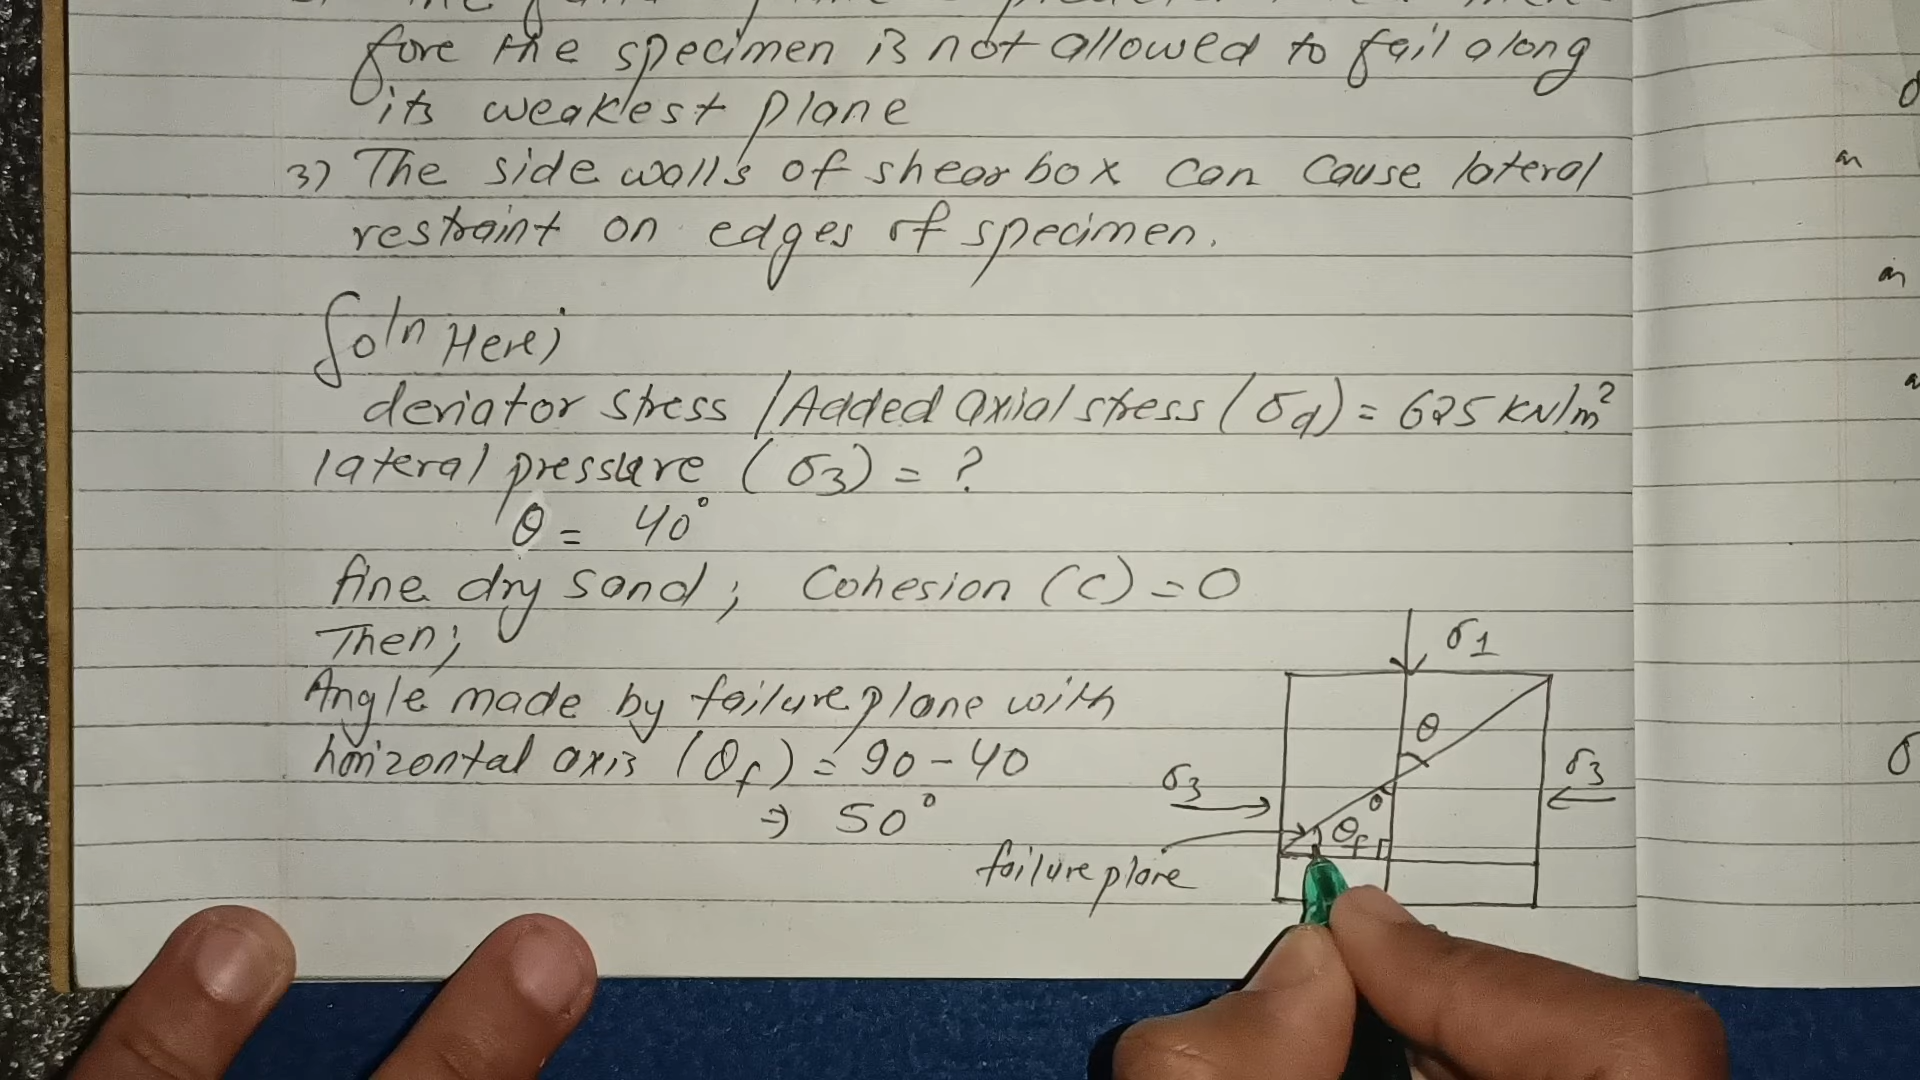 fore the specimen is not allowed to fail along
its weakest plane
3) The side walls of shear box can cause lateral
restraint on edges of specimen.
Soln Here;
deviator stress / Added axial stress (σd) = 625 kN/m²
lateral pressure (σ3) = ?
θ = 40°
fine dry sand; Cohesion (c) = 0
Then;
Angle made by failure plane with
horizontal axis (θf) = 90 - 40
⇒ 50°
σ1
θ
σ3
σ3
θ
θf
failure plane